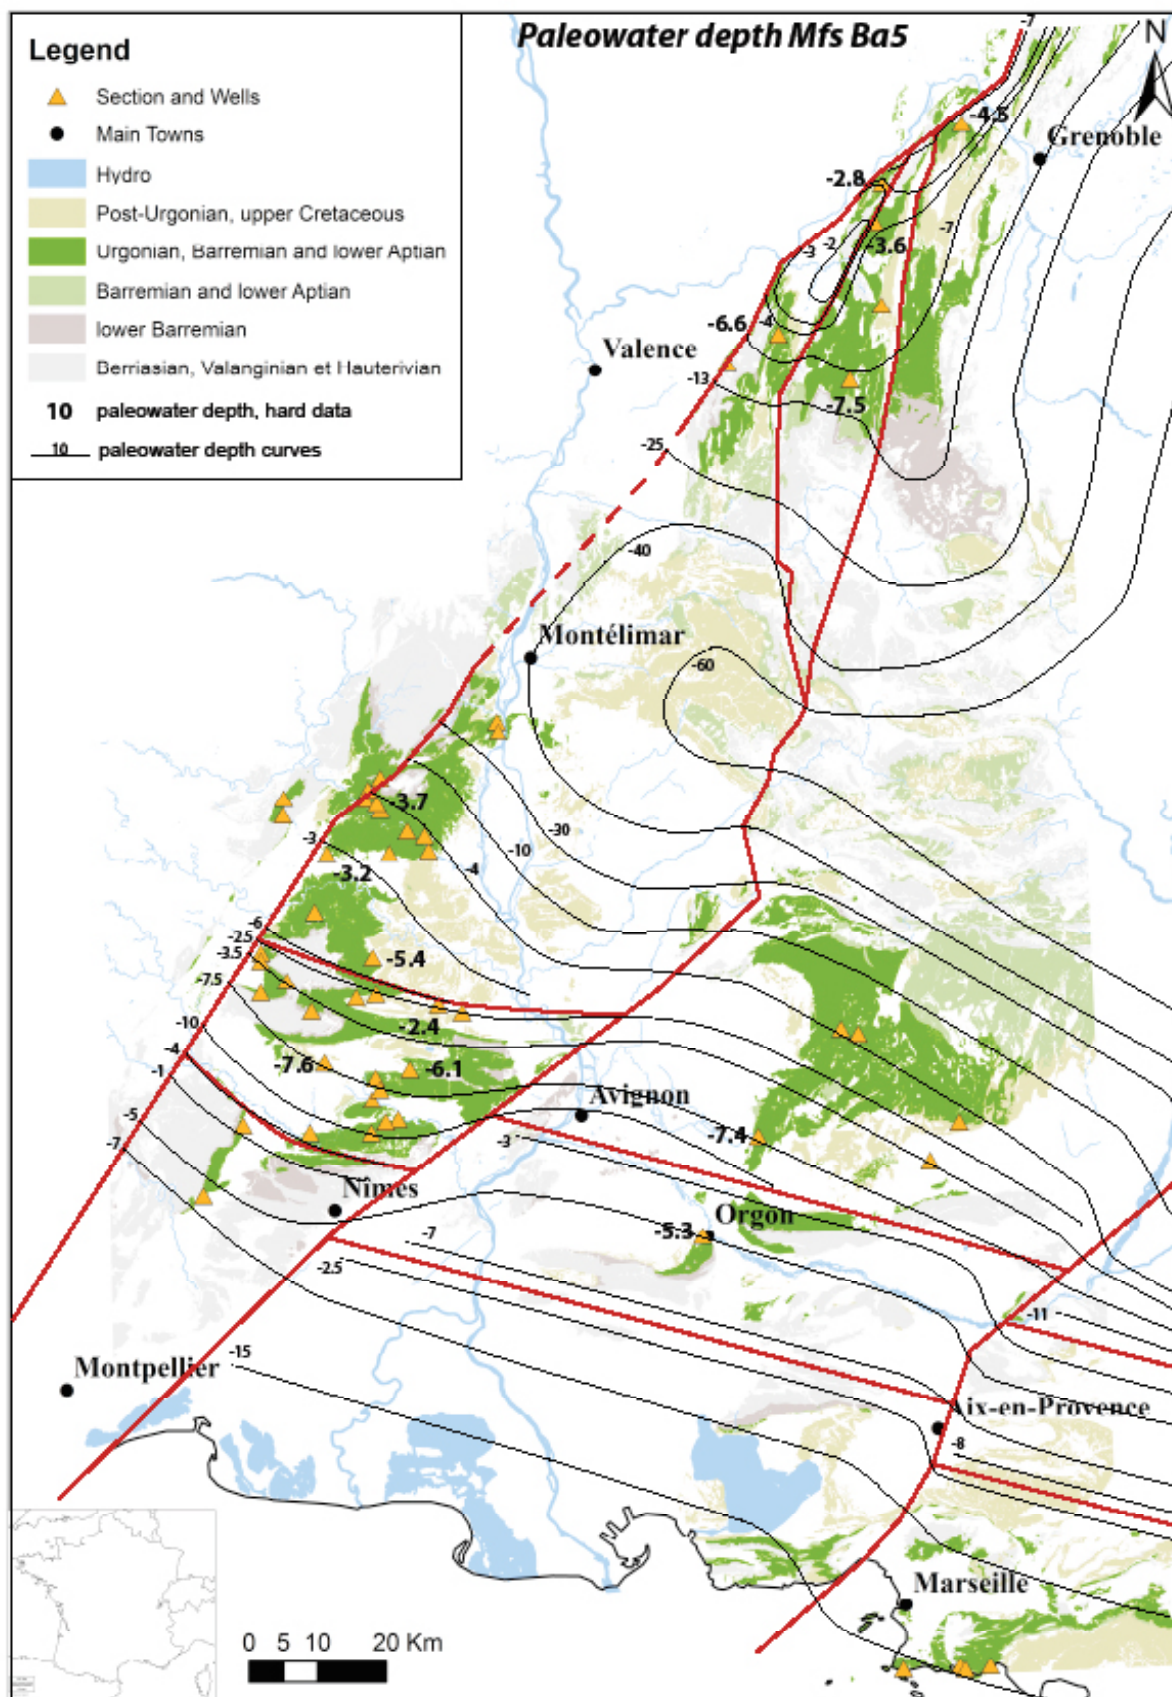 Paleowater depth Mfs Ba5
Legend
Section and Wells
Main Towns
Hydro
Post-Urgonian, upper Cretaceous
Urgonian, Barremian and lower Aptian
Barremian and lower Aptian
lower Barremian
Berriasian, Valanginian et Hauterivian
10 paleowater depth, hard data
10 paleowater depth curves
-7
N
-4.5
Grenoble
-2.8
-7
-3.6
-2
-3
-6.6
-4
Valence
-13
-7.5
-25
-40
Montélimar
-60
-3.7
-30
-3
-10
-3.2
-4
-6
-2.5
-3.5
-5.4
-7.5
-2.4
-10
-7.6
-6.1
-4
-1
Avignon
-5
-7.4
-3
-7
Nîmes
Orgon
-5.3
-7
-2.5
-11
-15
Montpellier
Aix-en-Provence
-8
Marseille
0 5 10 20 Km